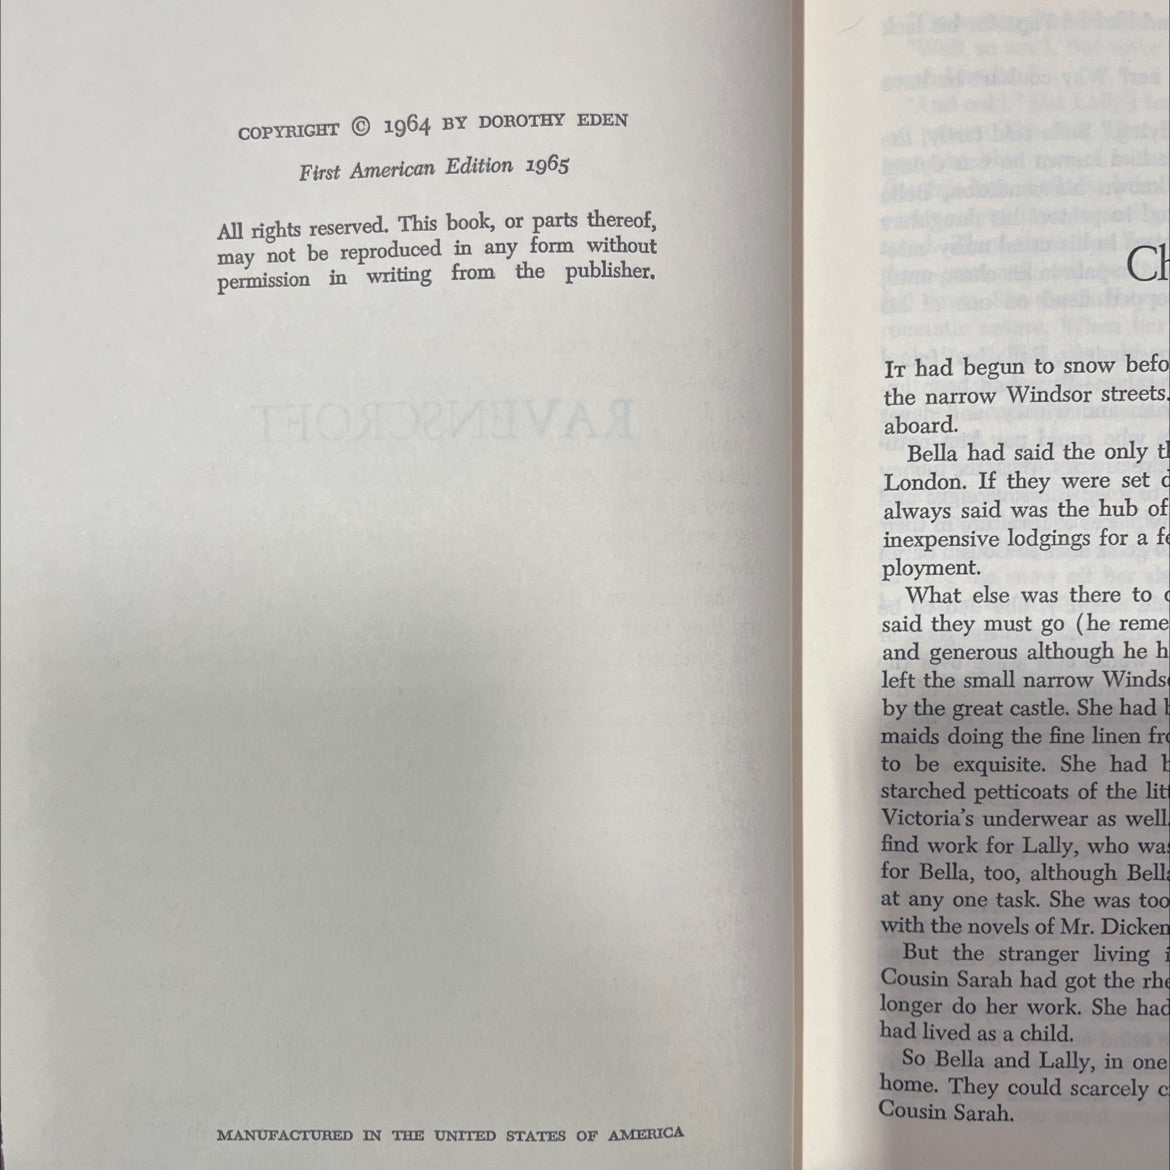 COPYRIGHT © 1964 BY DOROTHY EDEN
First American Edition 1965
All rights reserved. This book, or parts thereof,
may not be reproduced in any form without
permission in writing from the publisher.
RAVENSCROFT
MANUFACTURED IN THE UNITED STATES OF AMERICA
Ch
IT had begun to snow befo
the narrow Windsor streets.
aboard.
Bella had said the only th
London. If they were set d
always said was the hub of
inexpensive lodgings for a fe
ployment.
What else was there to d
said they must go (he reme
and generous although he h
left the small narrow Windso
by the great castle. She had b
maids doing the fine linen fro
to be exquisite. She had b
starched petticoats of the litt
Victoria's underwear as well.
find work for Lally, who was
for Bella, too, although Bella
at any one task. She was too
with the novels of Mr. Dicken
But the stranger living i
Cousin Sarah had got the rhe
longer do her work. She had
had lived as a child.
So Bella and Lally, in one
home. They could scarcely c
Cousin Sarah.